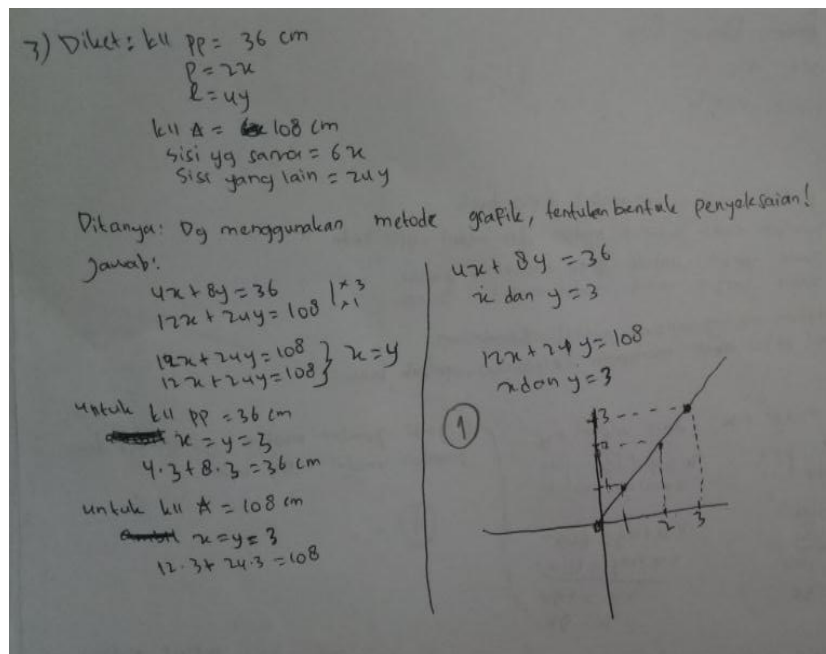 3) Diket : kll pp = 36 cm
p = 2x
l = 4y
kll △ = 108 cm
sisi yg sama = 6x
sisi yang lain = 24y
Ditanya: Dg menggunakan metode grafik, tentukan bentuk penyelesaian!
Jawab:
4x + 8y = 36 | ×3
12x + 24y = 108 | ×1
12x + 24y = 108 } x = y
12x + 24y = 108
untuk kll pp = 36 cm
x = y = 3
4·3 + 8·3 = 36 cm
untuk kll △ = 108 cm
x = y = 3
12·3 + 24·3 = 108
4x + 8y = 36
x dan y = 3
12x + 24y = 108
x dan y = 3
1
3
2
1
0
1 2 3